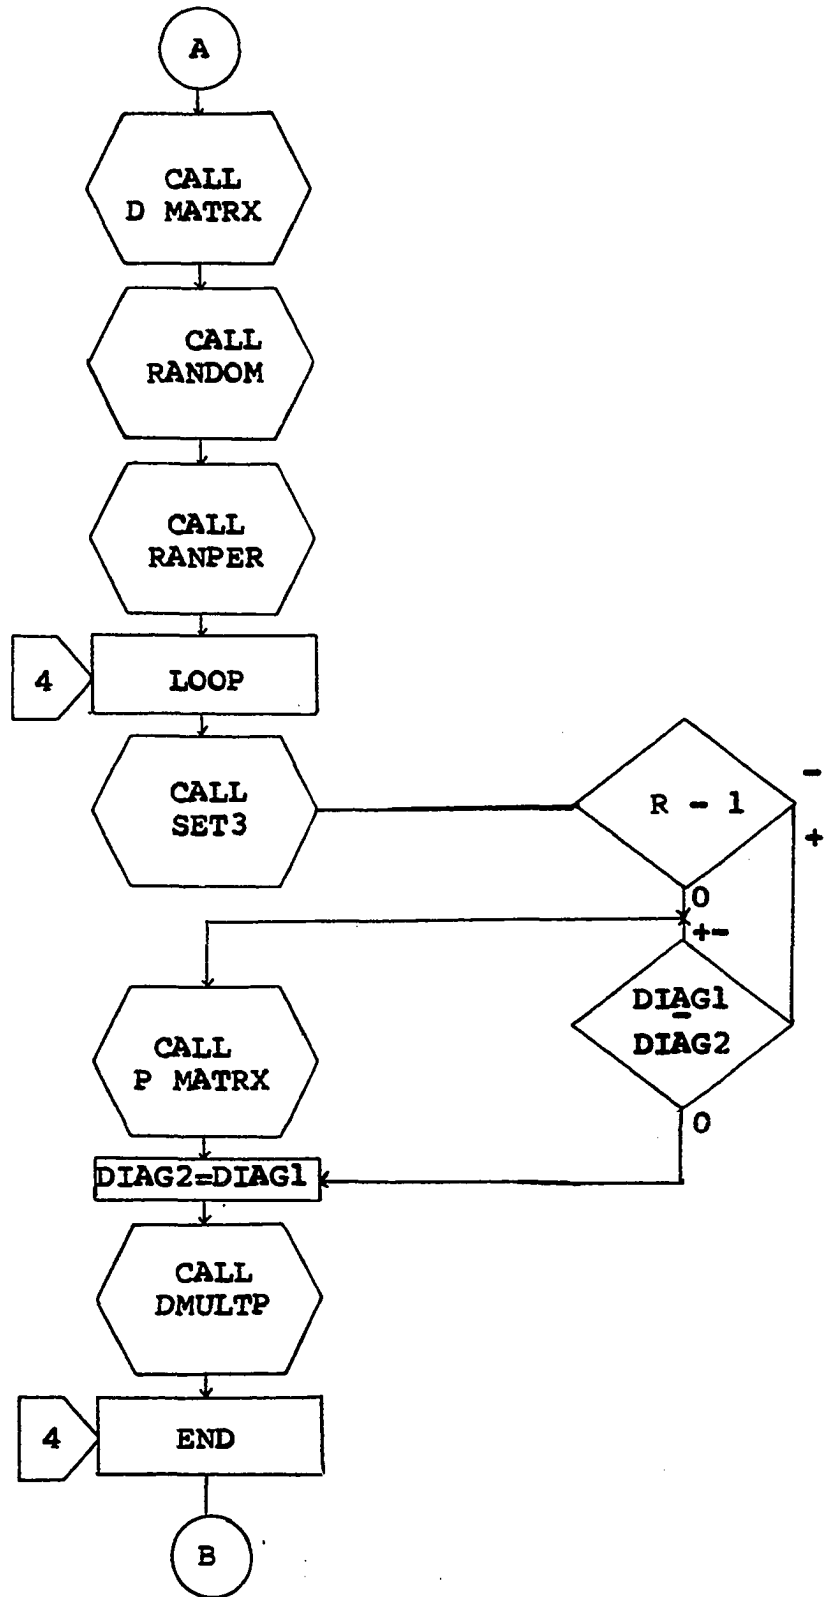 A
CALL
D MATRX
CALL
RANDOM
CALL
RANPER
4
LOOP
CALL
SET3
R - 1
-
+
0
+-
DIAG1
-
DIAG2
0
CALL
P MATRX
DIAG2=DIAG1
CALL
DMULTP
4
END
B